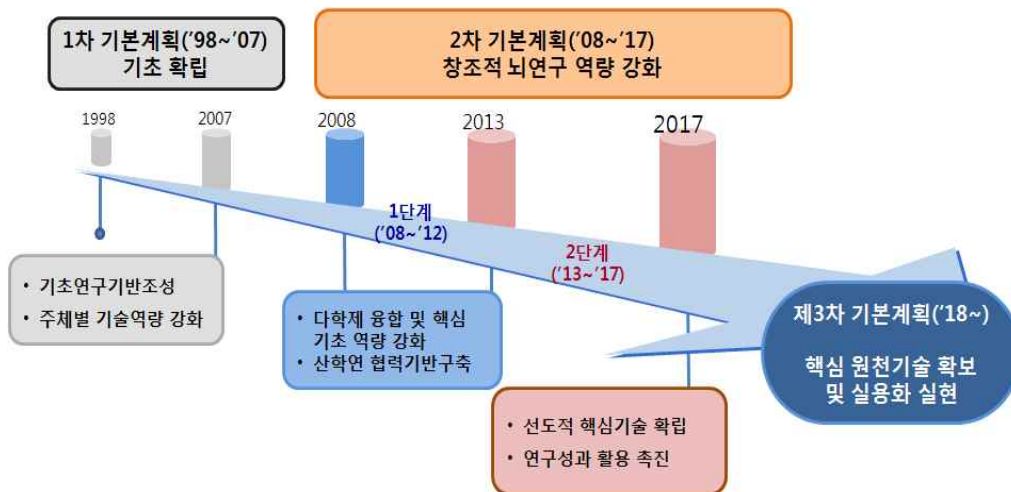 1차 기본계획('98~'07)
기초 확립
2차 기본계획('08~'17)
창조적 뇌연구 역량 강화
1998
2007
2008
2013
2017
1단계
('08~'12)
2단계
('13~'17)
• 기초연구기반조성
• 주체별 기술역량 강화
• 다학제 융합 및 핵심
기초 역량 강화
• 산학연 협력기반구축
• 선도적 핵심기술 확립
• 연구성과 활용 촉진
제3차 기본계획('18~)
핵심 원천기술 확보
및 실용화 실현